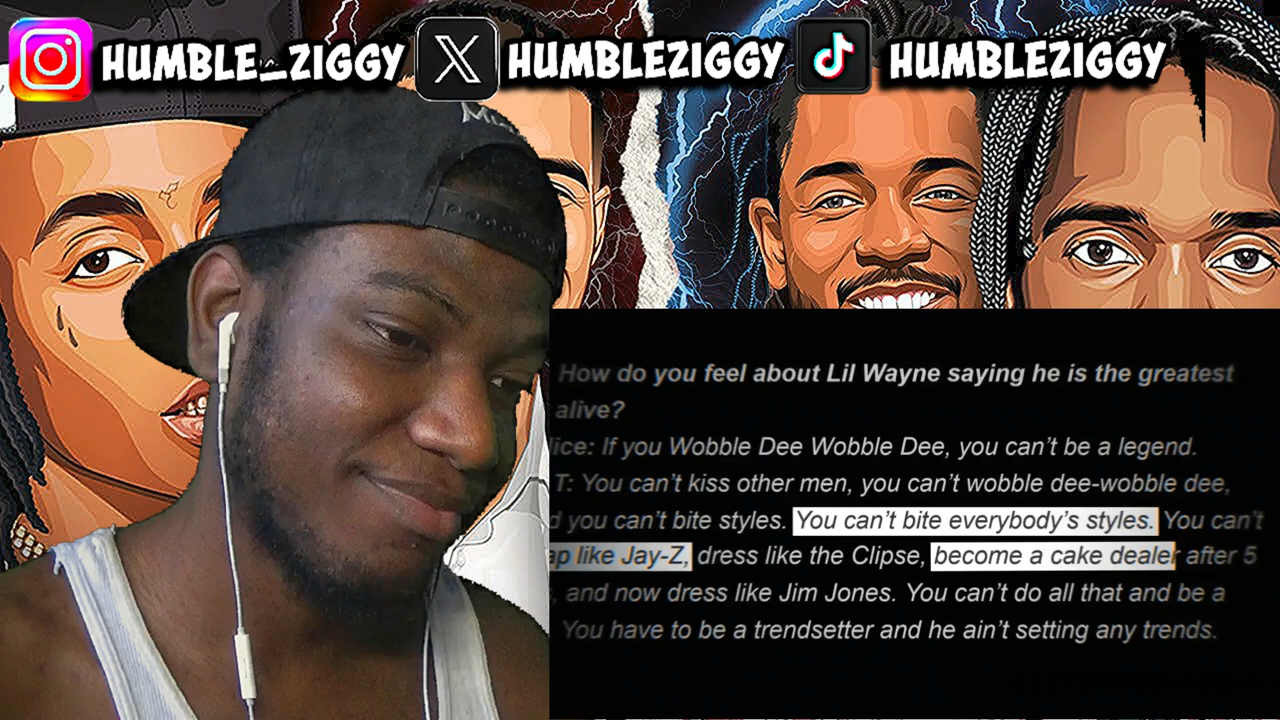 HUMBLE_ZIGGY
HUMBLEZIGGY
HUMBLEZIGGY
How do you feel about Lil Wayne saying he is the greatest
alive?
lice: If you Wobble Dee Wobble Dee, you can't be a legend.
T: You can't kiss other men, you can't wobble dee-wobble dee,
d you can't bite styles. You can't bite everybody's styles. You can't
ap like Jay-Z, dress like the Clipse, become a cake dealer after 5
, and now dress like Jim Jones. You can't do all that and be a
You have to be a trendsetter and he ain't setting any trends.